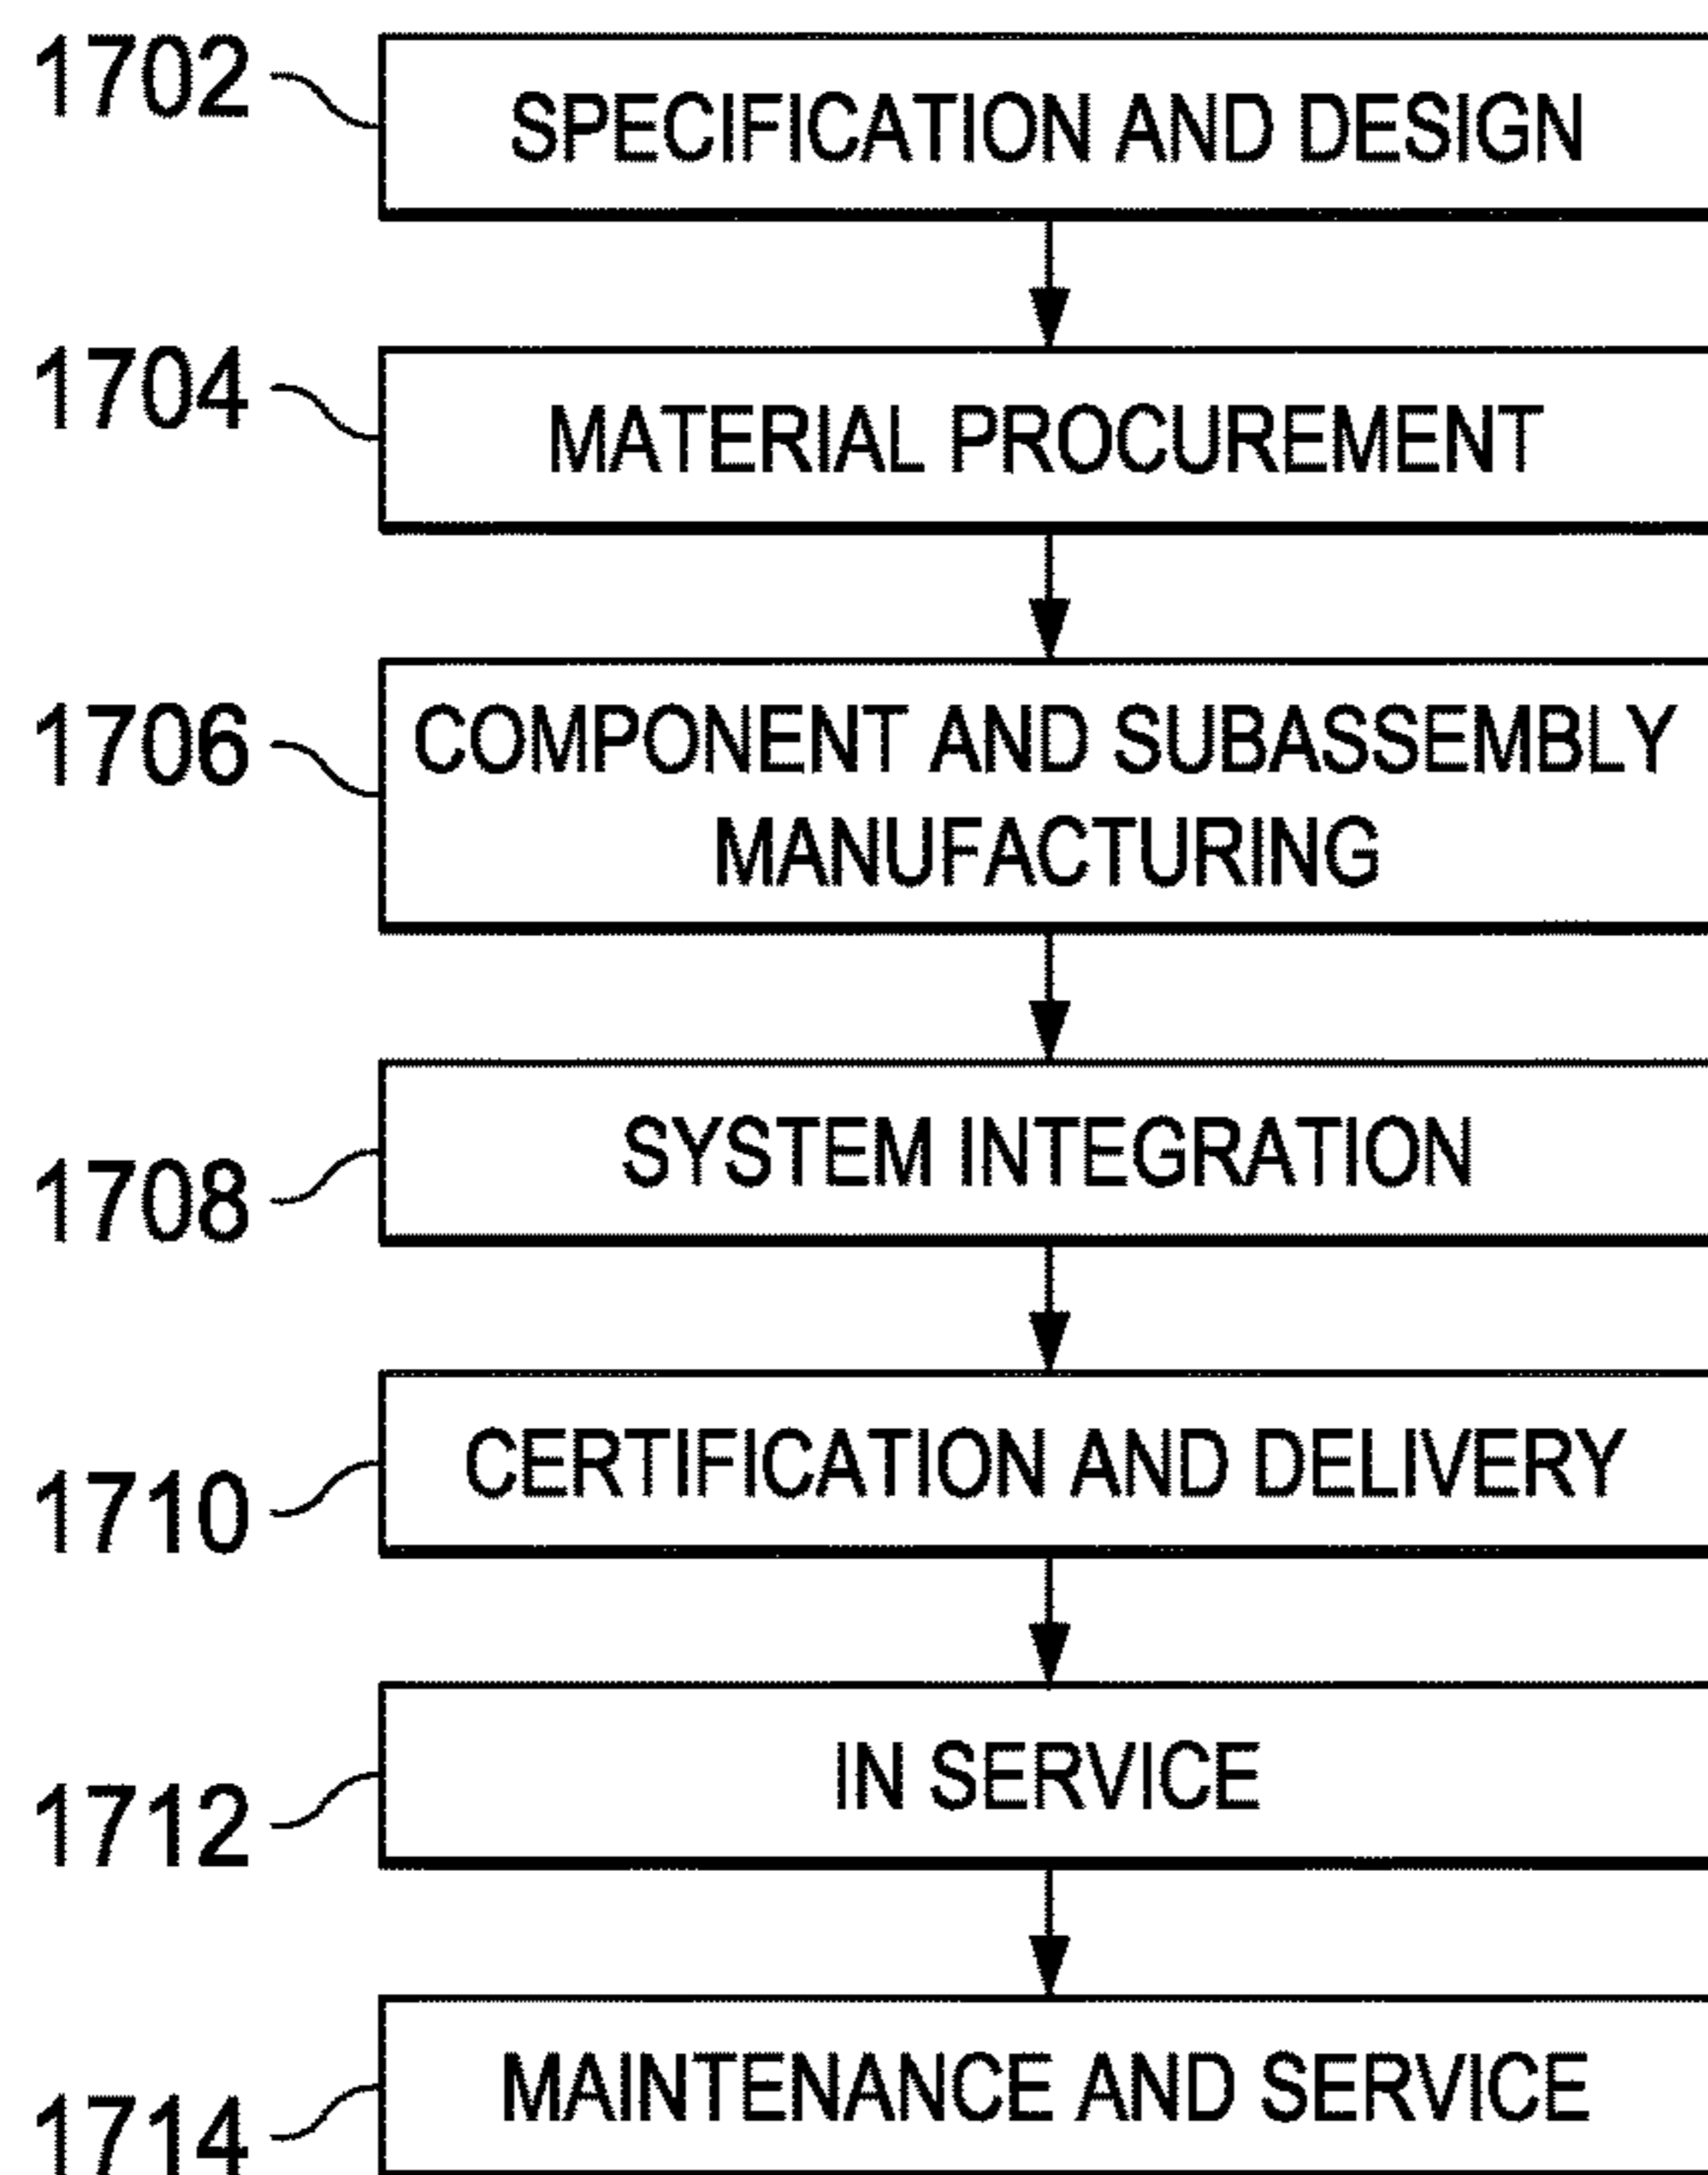 1702
SPECIFICATION AND DESIGN
1704
MATERIAL PROCUREMENT
1706
COMPONENT AND SUBASSEMBLY
MANUFACTURING
1708
SYSTEM INTEGRATION
1710
CERTIFICATION AND DELIVERY
1712
IN SERVICE
1714
MAINTENANCE AND SERVICE